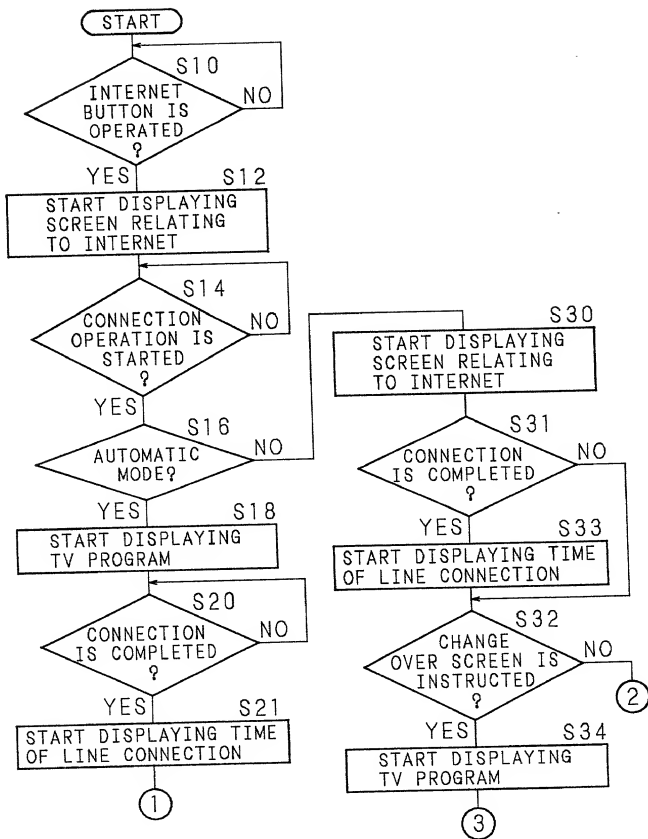 START
S10
INTERNET
BUTTON IS
OPERATED
?
NO
YES
S12
START DISPLAYING
SCREEN RELATING
TO INTERNET
S14
CONNECTION
OPERATION IS
STARTED
?
NO
YES
S16
AUTOMATIC
MODE?
NO
YES
S18
START DISPLAYING
TV PROGRAM
S20
CONNECTION
IS COMPLETED
?
NO
YES
S21
START DISPLAYING TIME
OF LINE CONNECTION
1
S30
START DISPLAYING
SCREEN RELATING
TO INTERNET
S31
CONNECTION
IS COMPLETED
?
NO
YES
S33
START DISPLAYING TIME
OF LINE CONNECTION
S32
CHANGE
OVER SCREEN IS
INSTRUCTED
?
NO
2
YES
S34
START DISPLAYING
TV PROGRAM
3